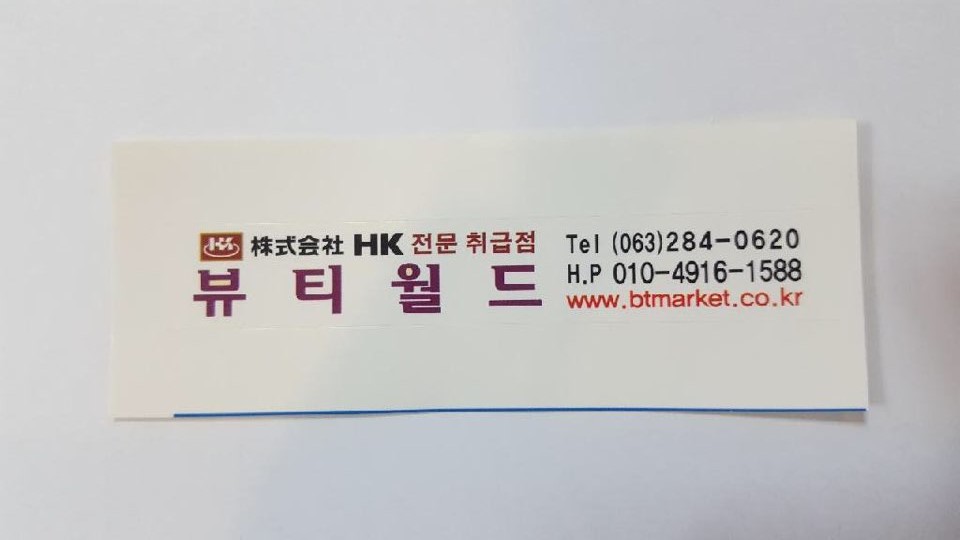 HK 株式会社 HK 전문 취급점
뷰티월드
Tel (063)284-0620
H.P 010-4916-1588
www.btmarket.co.kr